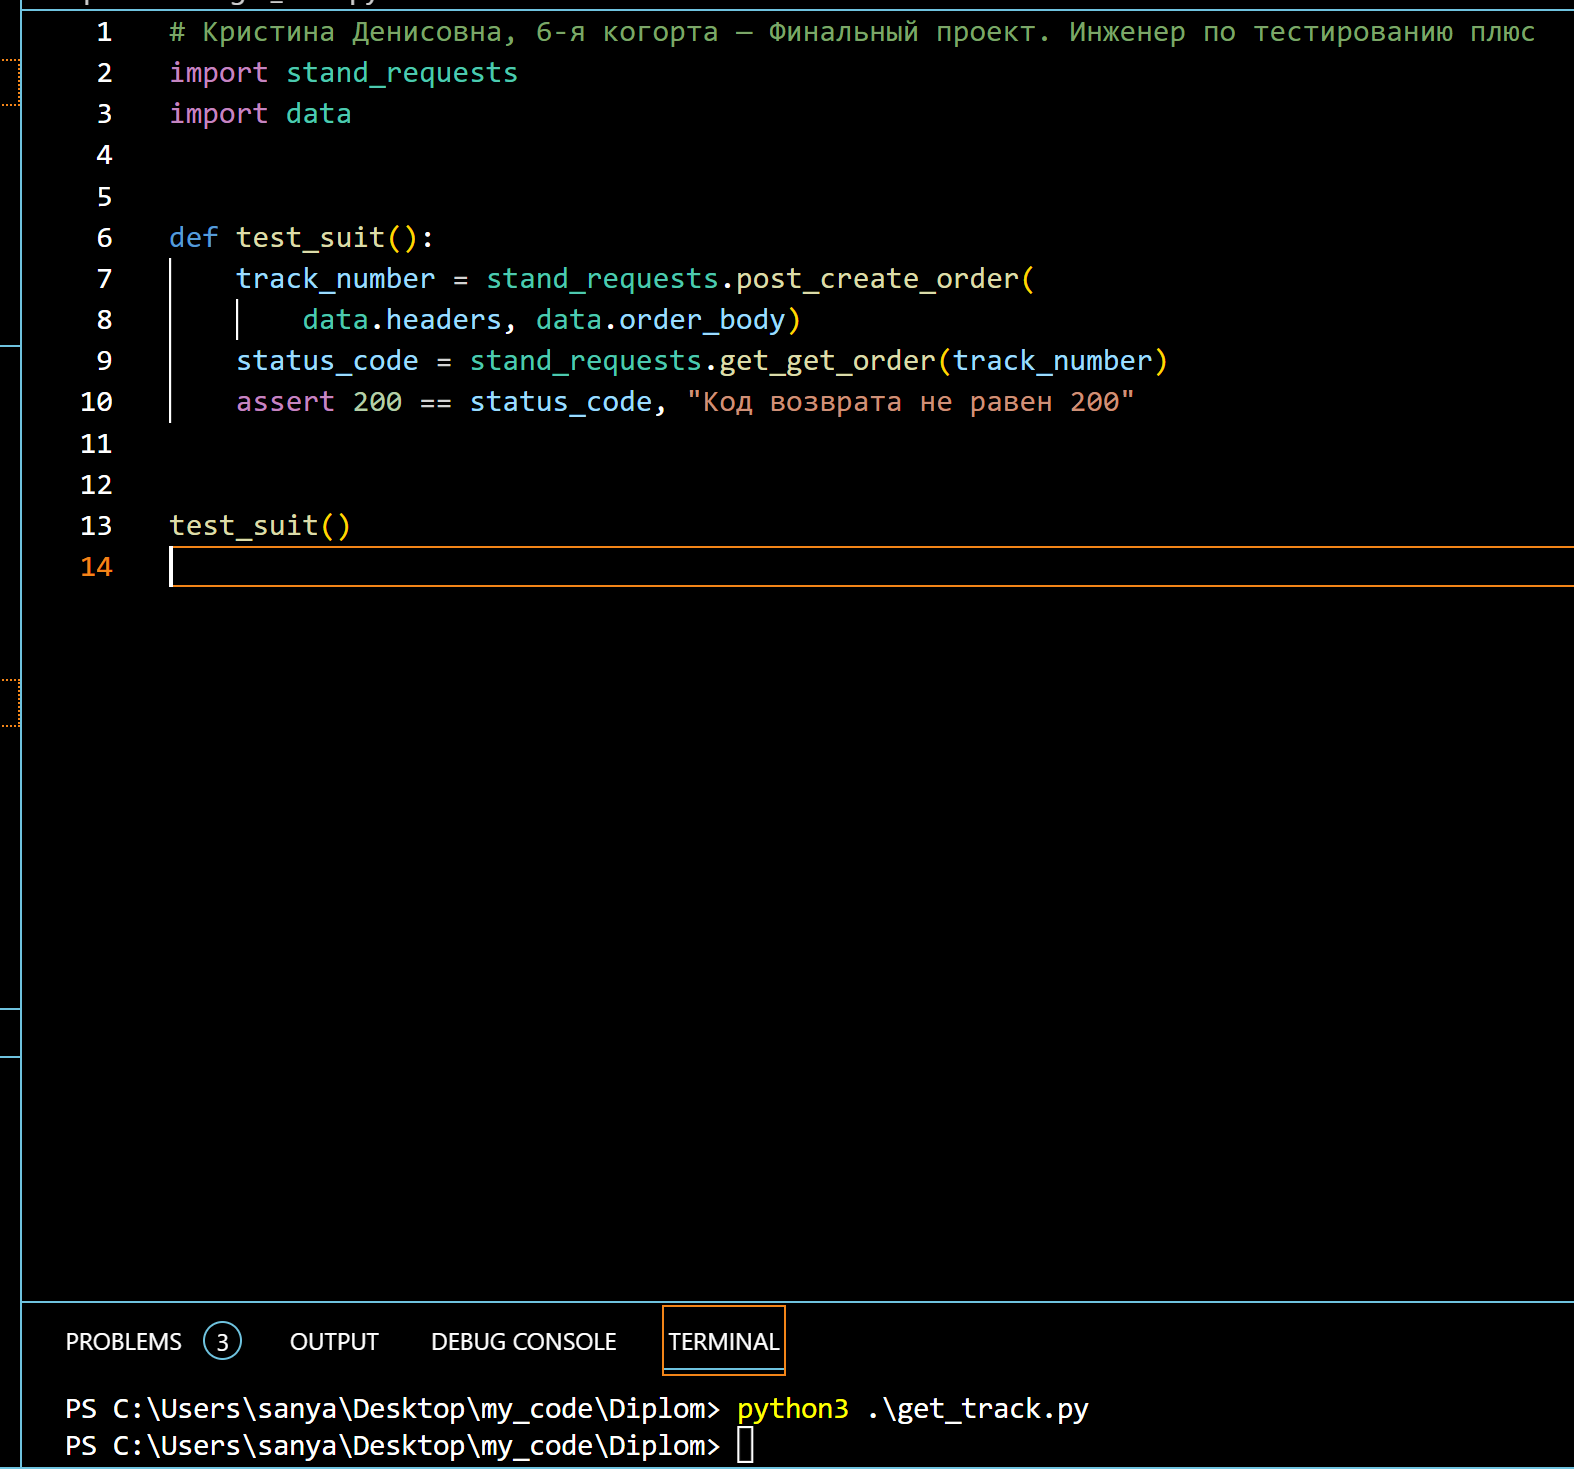 1 # Кристина Денисовна, 6-я когорта — Финальный проект. Инженер по тестированию плюс
2 import stand_requests
3 import data
4
5
6 def test_suit():
7 track_number = stand_requests.post_create_order(
8 data.headers, data.order_body)
9 status_code = stand_requests.get_get_order(track_number)
10 assert 200 == status_code, "Код возврата не равен 200"
11
12
13 test_suit()
14
PROBLEMS 3 OUTPUT DEBUG CONSOLE TERMINAL
PS C:\Users\sanya\Desktop\my_code\Diplom> python3 .\get_track.py
PS C:\Users\sanya\Desktop\my_code\Diplom>